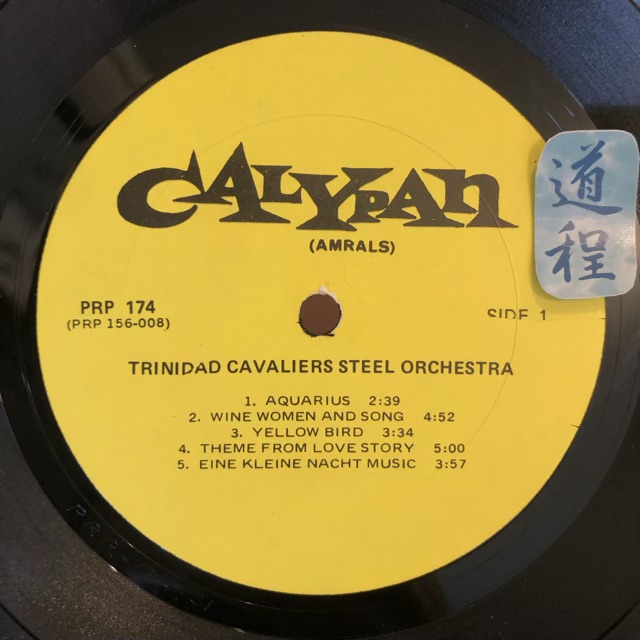 CALYPAN
(AMRALS)
道程
PRP 174
(PRP 156-008)
SIDE 1
TRINIDAD CAVALIERS STEEL ORCHESTRA
1. AQUARIUS 2:39
2. WINE WOMEN AND SONG 4:52
3. YELLOW BIRD 3:34
4. THEME FROM LOVE STORY 5:00
5. EINE KLEINE NACHT MUSIC 3:57